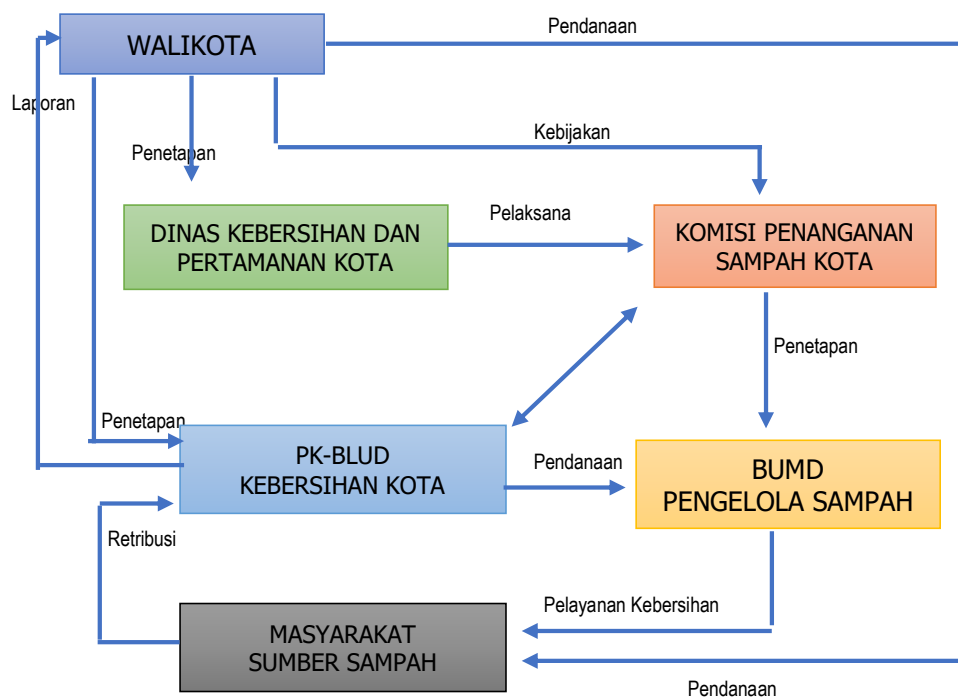 Pendanaan
WALIKOTA
Laporan
Kebijakan
Penetapan
DINAS KEBERSIHAN DAN
PERTAMANAN KOTA
Pelaksana
KOMISI PENANGANAN
SAMPAH KOTA
Penetapan
Penetapan
PK-BLUD
KEBERSIHAN KOTA
Pendanaan
BUMD
PENGELOLA SAMPAH
Retribusi
Pelayanan Kebersihan
MASYARAKAT
SUMBER SAMPAH
Pendanaan